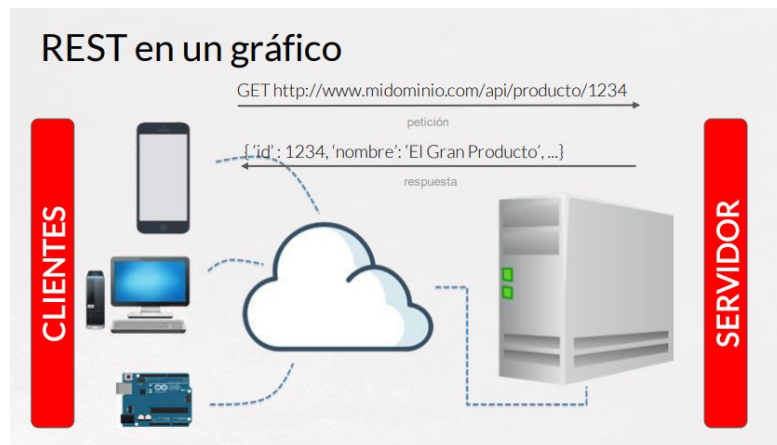 REST en un gráfico
GET http://www.midominio.com/api/producto/1234
petición
{ ‘id’ : 1234, ‘nombre’: ‘El Gran Producto’, ...}
respuesta
CLIENTES
SERVIDOR